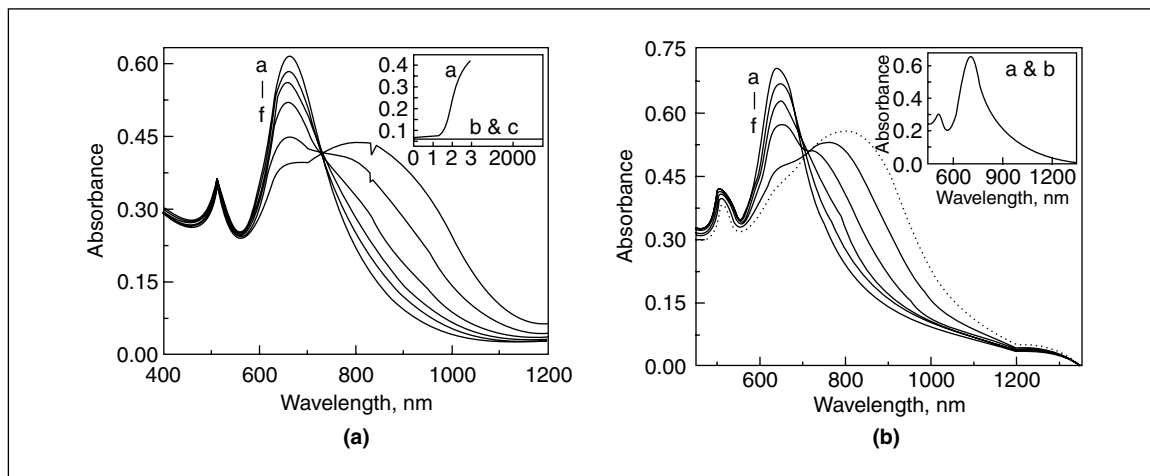 0.60
0.45
0.30
0.15
0.00
Absorbance
400 600 800 1000 1200
Wavelength, nm
(a)
a
f
0.4
0.3
0.2
0.1
a
b & c
0 1 2 3 2000
0.75
0.60
0.45
0.30
0.15
0.00
Absorbance
600 800 1000 1200
Wavelength, nm
(b)
a
f
Absorbance
0.6
0.4
0.2
0.0
a & b
600 900 1200
Wavelength, nm